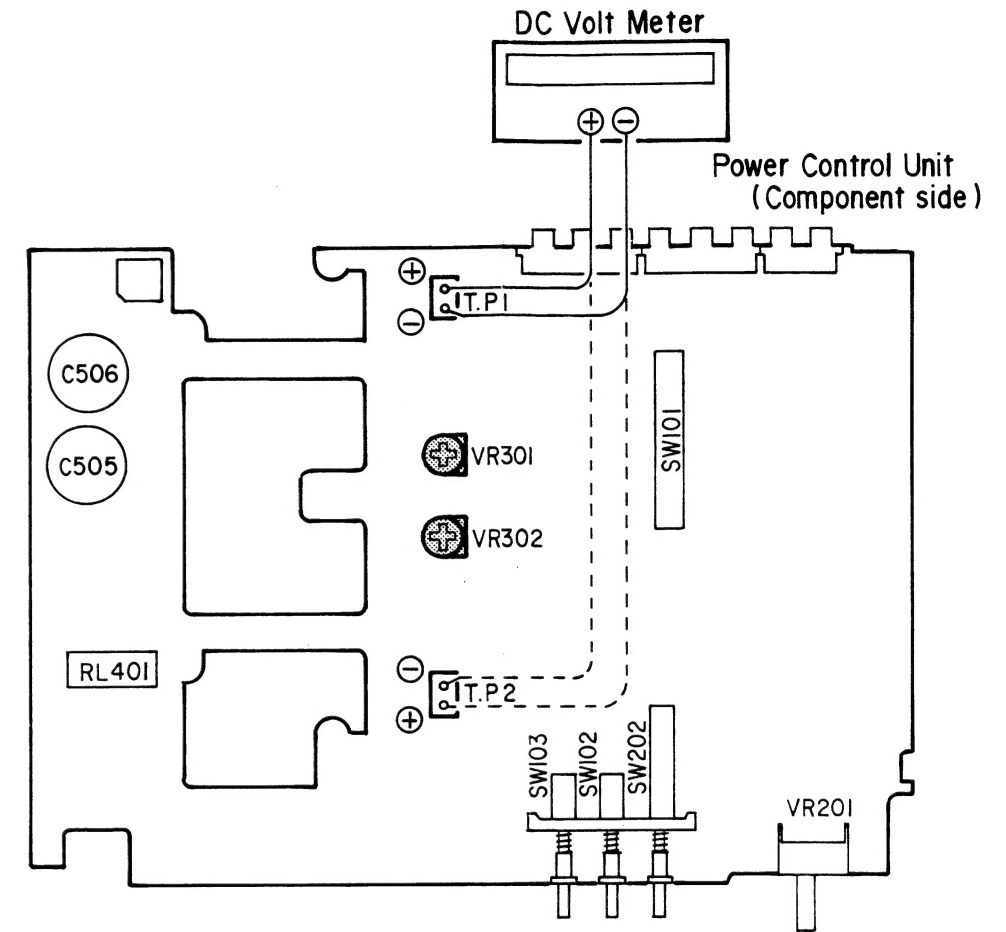 DC Volt Meter
⊕ ⊖
Power Control Unit
(Component side)
⊕
T.P1
⊖
C506
C505
VR301
VR302
SW101
RL401
⊖
T.P2
⊕
SW103
SW102
SW202
VR201